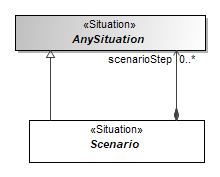 «Situation»
AnySituation
scenarioStep 0..*
«Situation»
Scenario